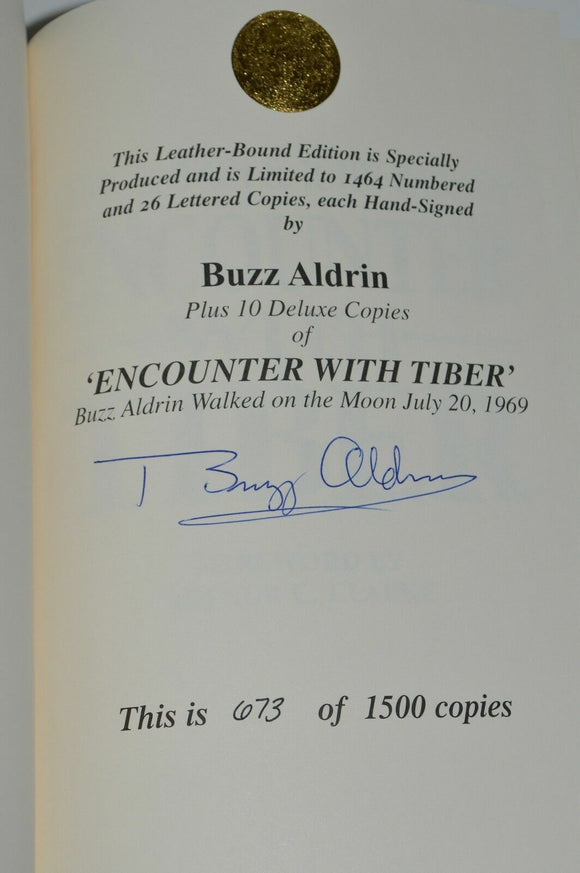 This Leather-Bound Edition is Specially
Produced and is Limited to 1464 Numbered
and 26 Lettered Copies, each Hand-Signed
by
Buzz Aldrin
Plus 10 Deluxe Copies
of
‘ENCOUNTER WITH TIBER’
Buzz Aldrin Walked on the Moon July 20, 1969
Buzz Aldrin
This is 673 of 1500 copies